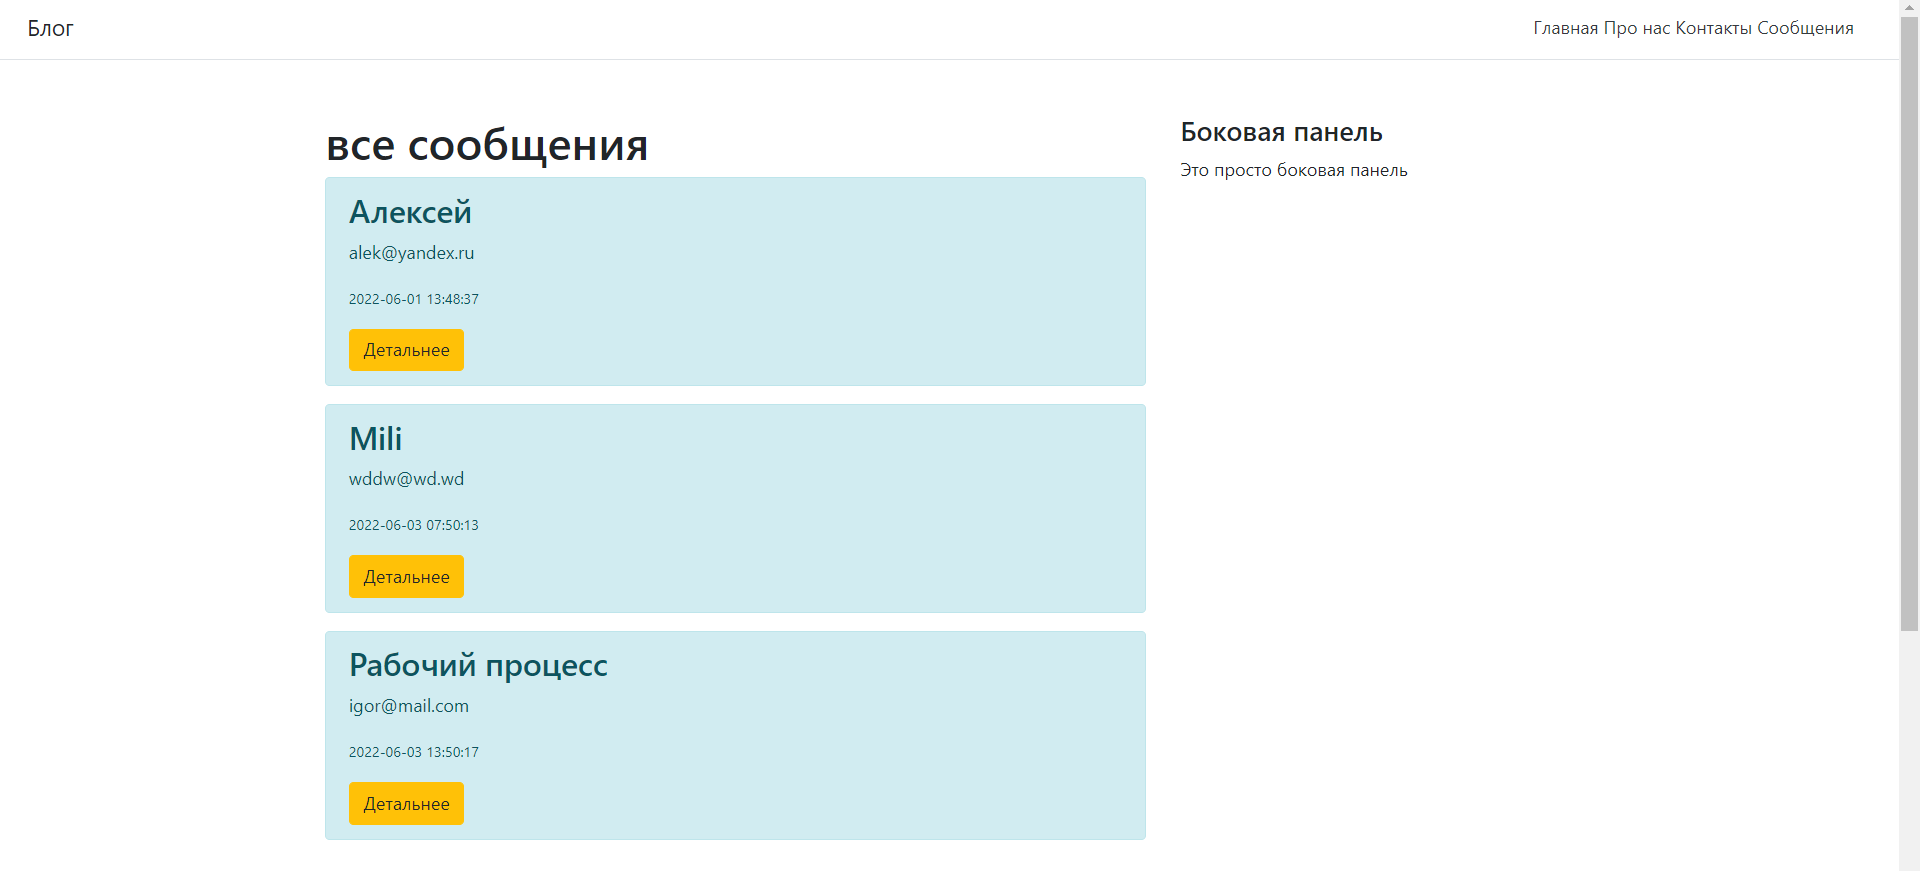 Блог
Главная Про нас Контакты Сообщения
все сообщения
Алексей
alek@yandex.ru
2022-06-01 13:48:37
Детальнее
Mili
wddw@wd.wd
2022-06-03 07:50:13
Детальнее
Рабочий процесс
igor@mail.com
2022-06-03 13:50:17
Детальнее
Боковая панель
Это просто боковая панель